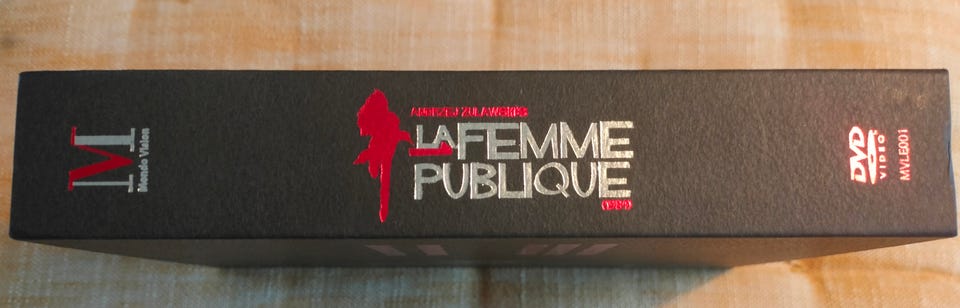 M
Mondo Vision
ANDRZEJ ZULAWSKI'S
LA FEMME
PUBLIQUE
(1984)
DVD
VIDEO
MVLE001